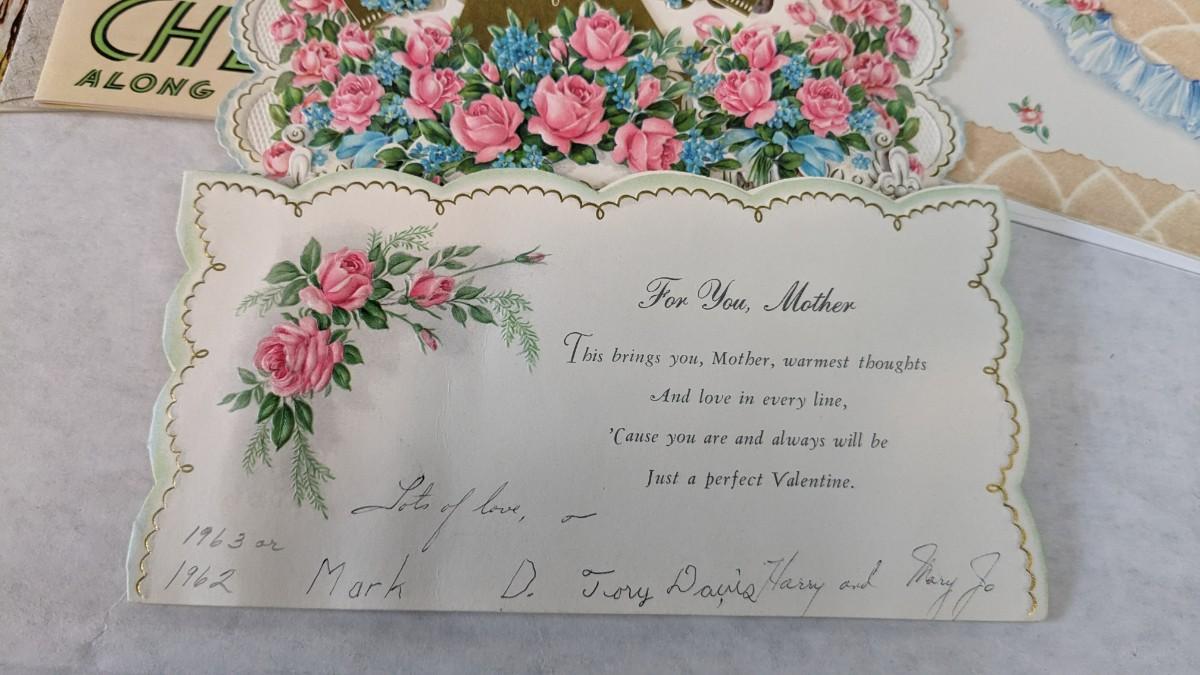 ALONG
For You, Mother
This brings you, Mother, warmest thoughts
And love in every line,
'Cause you are and always will be
Just a perfect Valentine.
Lots of love,
1963 or
1962
Mark D. Tory Davis Harry and Mary Jo